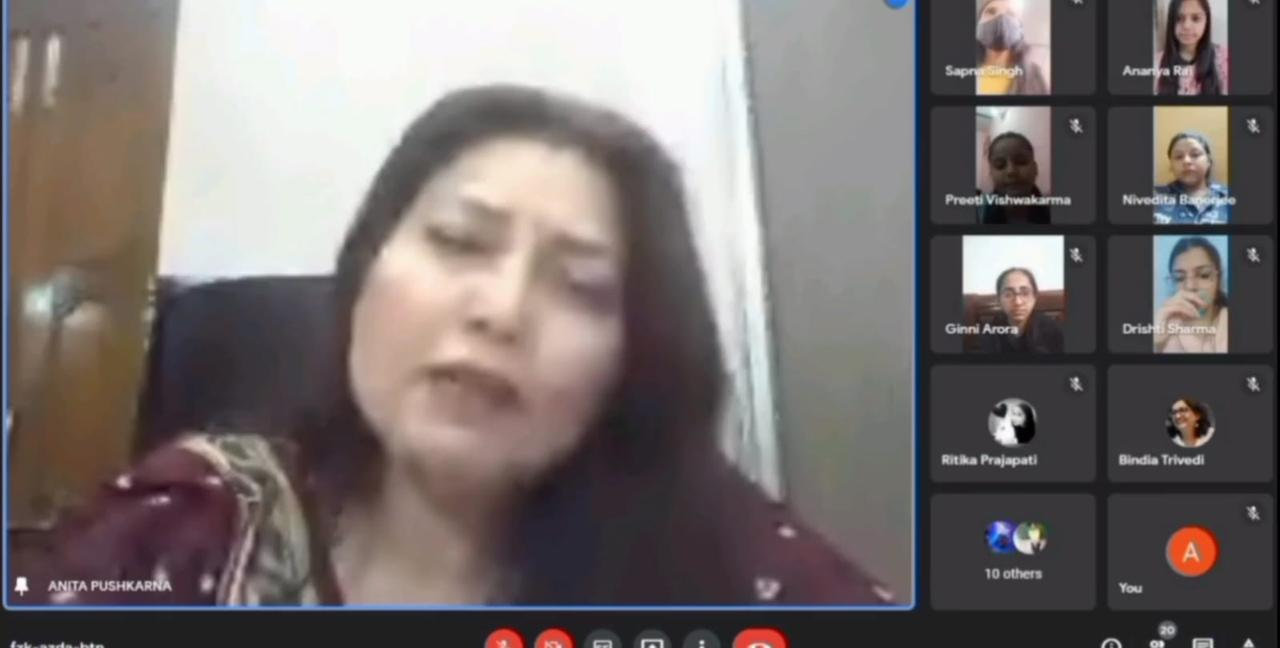 Sapna Singh
Ananya Rai
Preeti Vishwakarma
Nivedita Banerjee
Ginni Arora
Drishti Sharma
Ritika Prajapati
Bindia Trivedi
10 others
A
You
ANITA PUSHKARNA
20